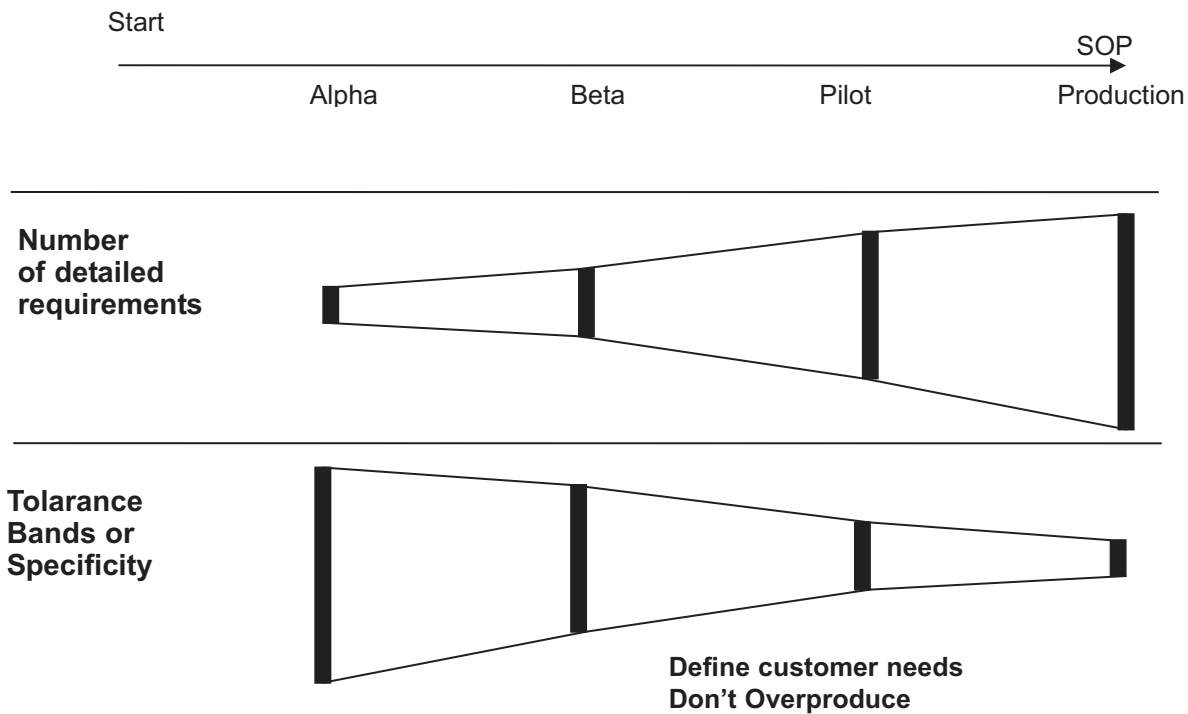 Start
SOP
Alpha Beta Pilot Production
Number
of detailed
requirements
Tolarance
Bands or
Specificity
Define customer needs
Don't Overproduce